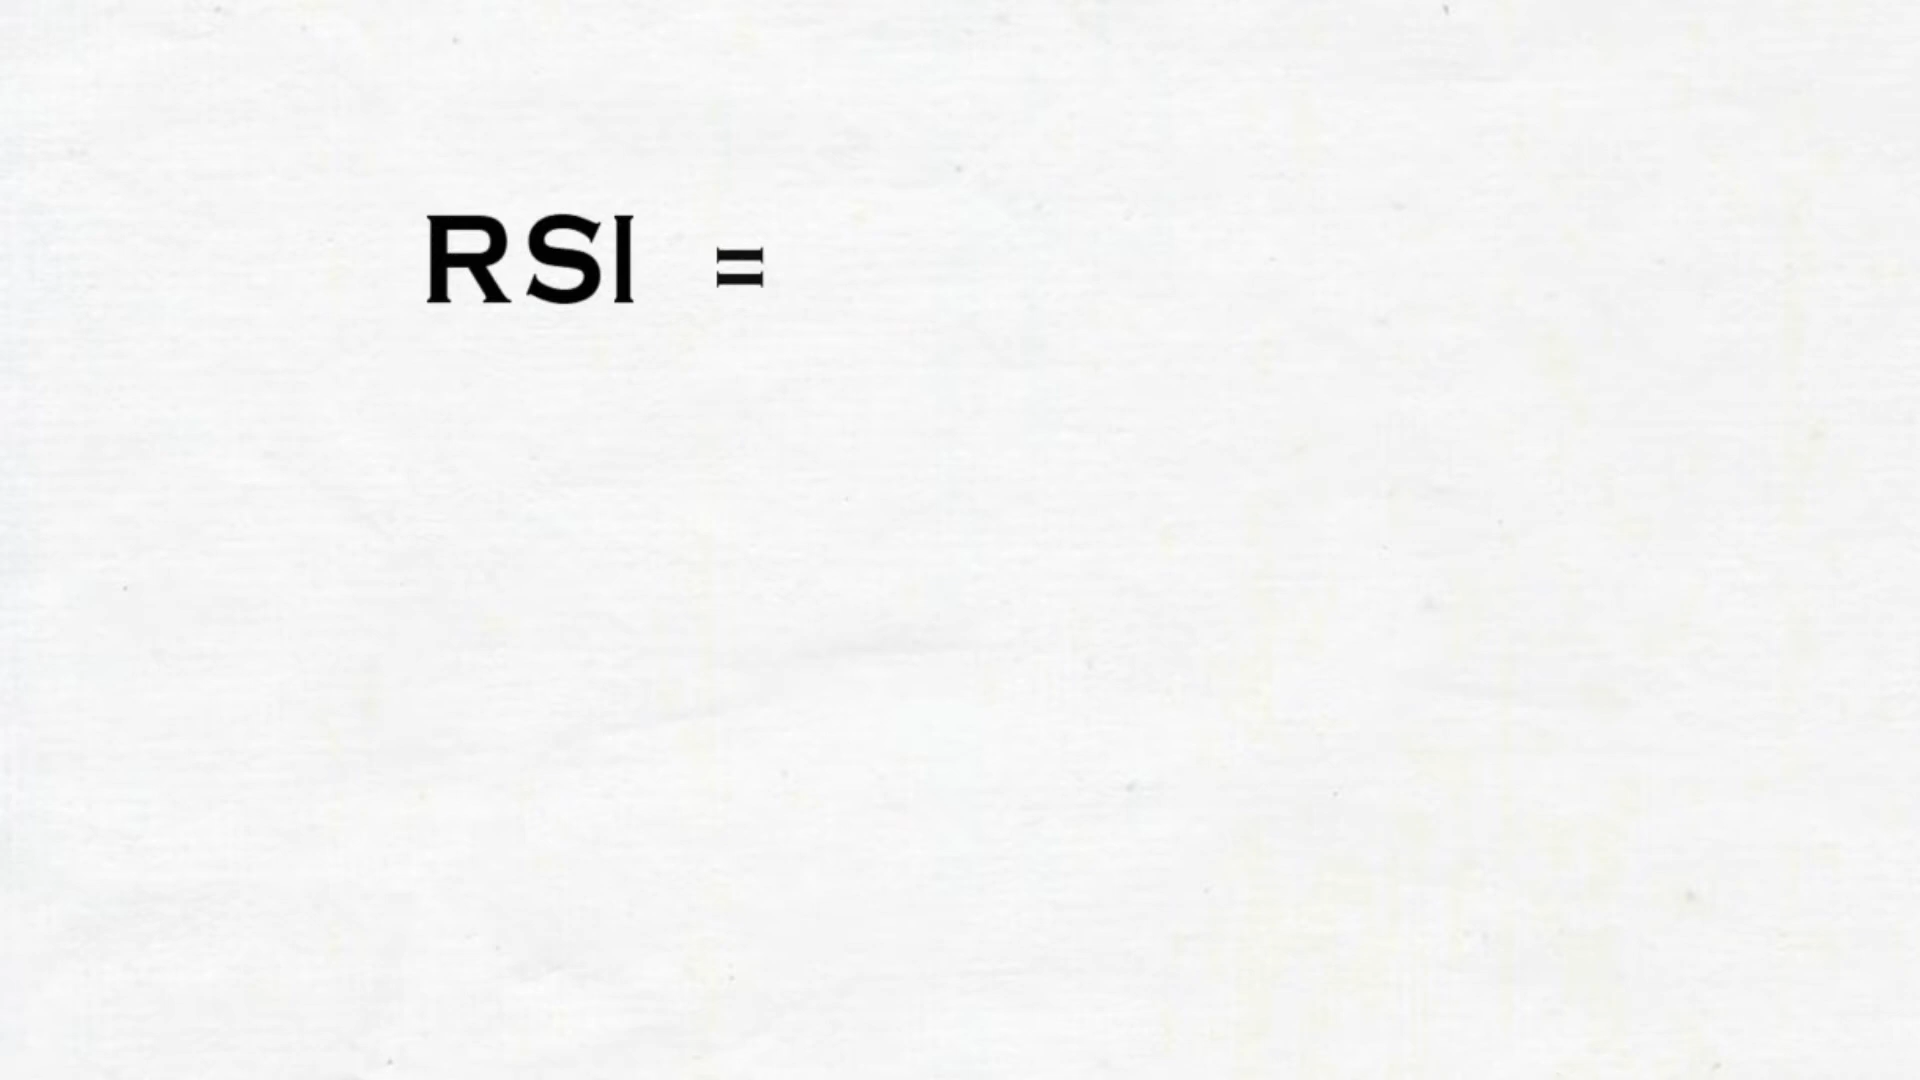 RSI =